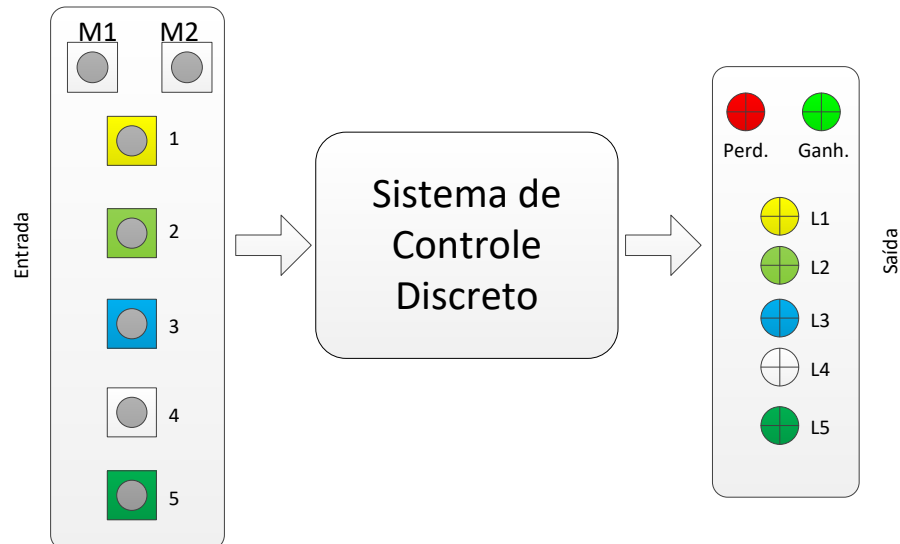 M1 M2
1
2
3
4
5
Entrada
Sistema de
Controle
Discreto
Perd. Ganh.
L1
L2
L3
L4
L5
Saída